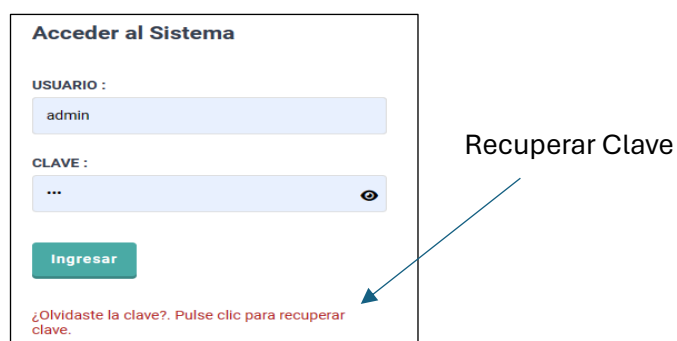 Acceder al Sistema
USUARIO :
admin
CLAVE :
...
Ingresar
¿Olvidaste la clave?. Pulse clic para recuperar
clave.
Recuperar Clave